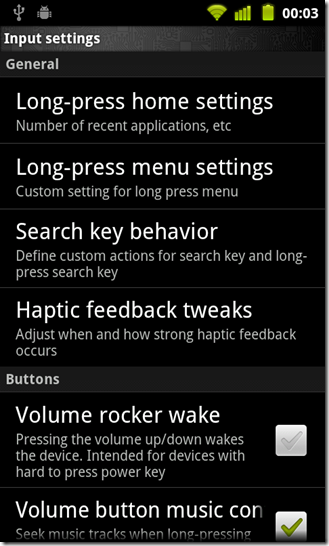 00:03
Input settings
General
Long-press home settings
Number of recent applications, etc
Long-press menu settings
Custom setting for long press menu
Search key behavior
Define custom actions for search key and long-
press search key
Haptic feedback tweaks
Adjust when and how strong haptic feedback
occurs
Buttons
Volume rocker wake
Pressing the volume up/down wakes
the device. Intended for devices with
hard to press power key
Volume button music con
Seek music tracks when long-pressing